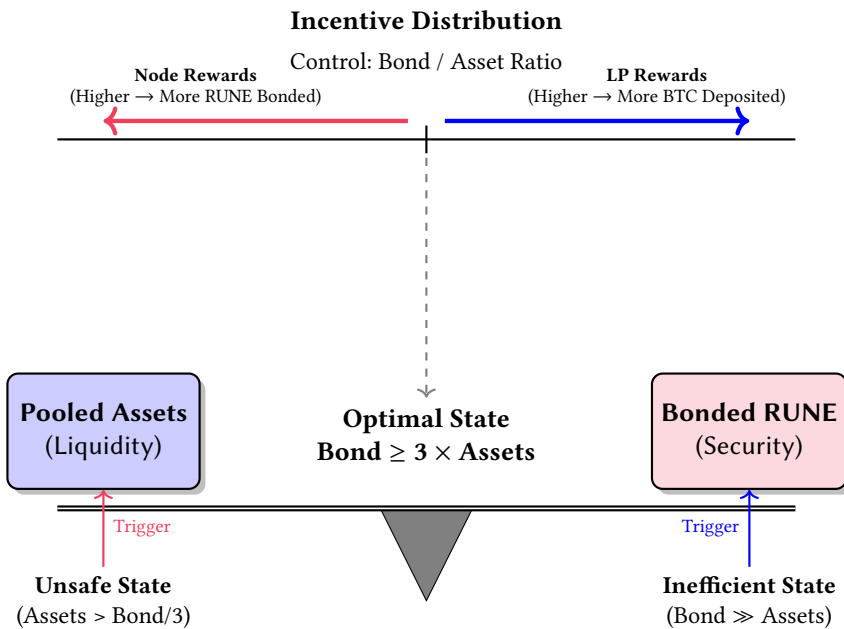 Incentive Distribution
Control: Bond / Asset Ratio
Node Rewards
(Higher → More RUNE Bonded)
LP Rewards
(Higher → More BTC Deposited)
Pooled Assets
(Liquidity)
Optimal State
Bond ≥ 3 × Assets
Bonded RUNE
(Security)
Trigger
Trigger
Unsafe State
(Assets > Bond/3)
Inefficient State
(Bond ≫ Assets)